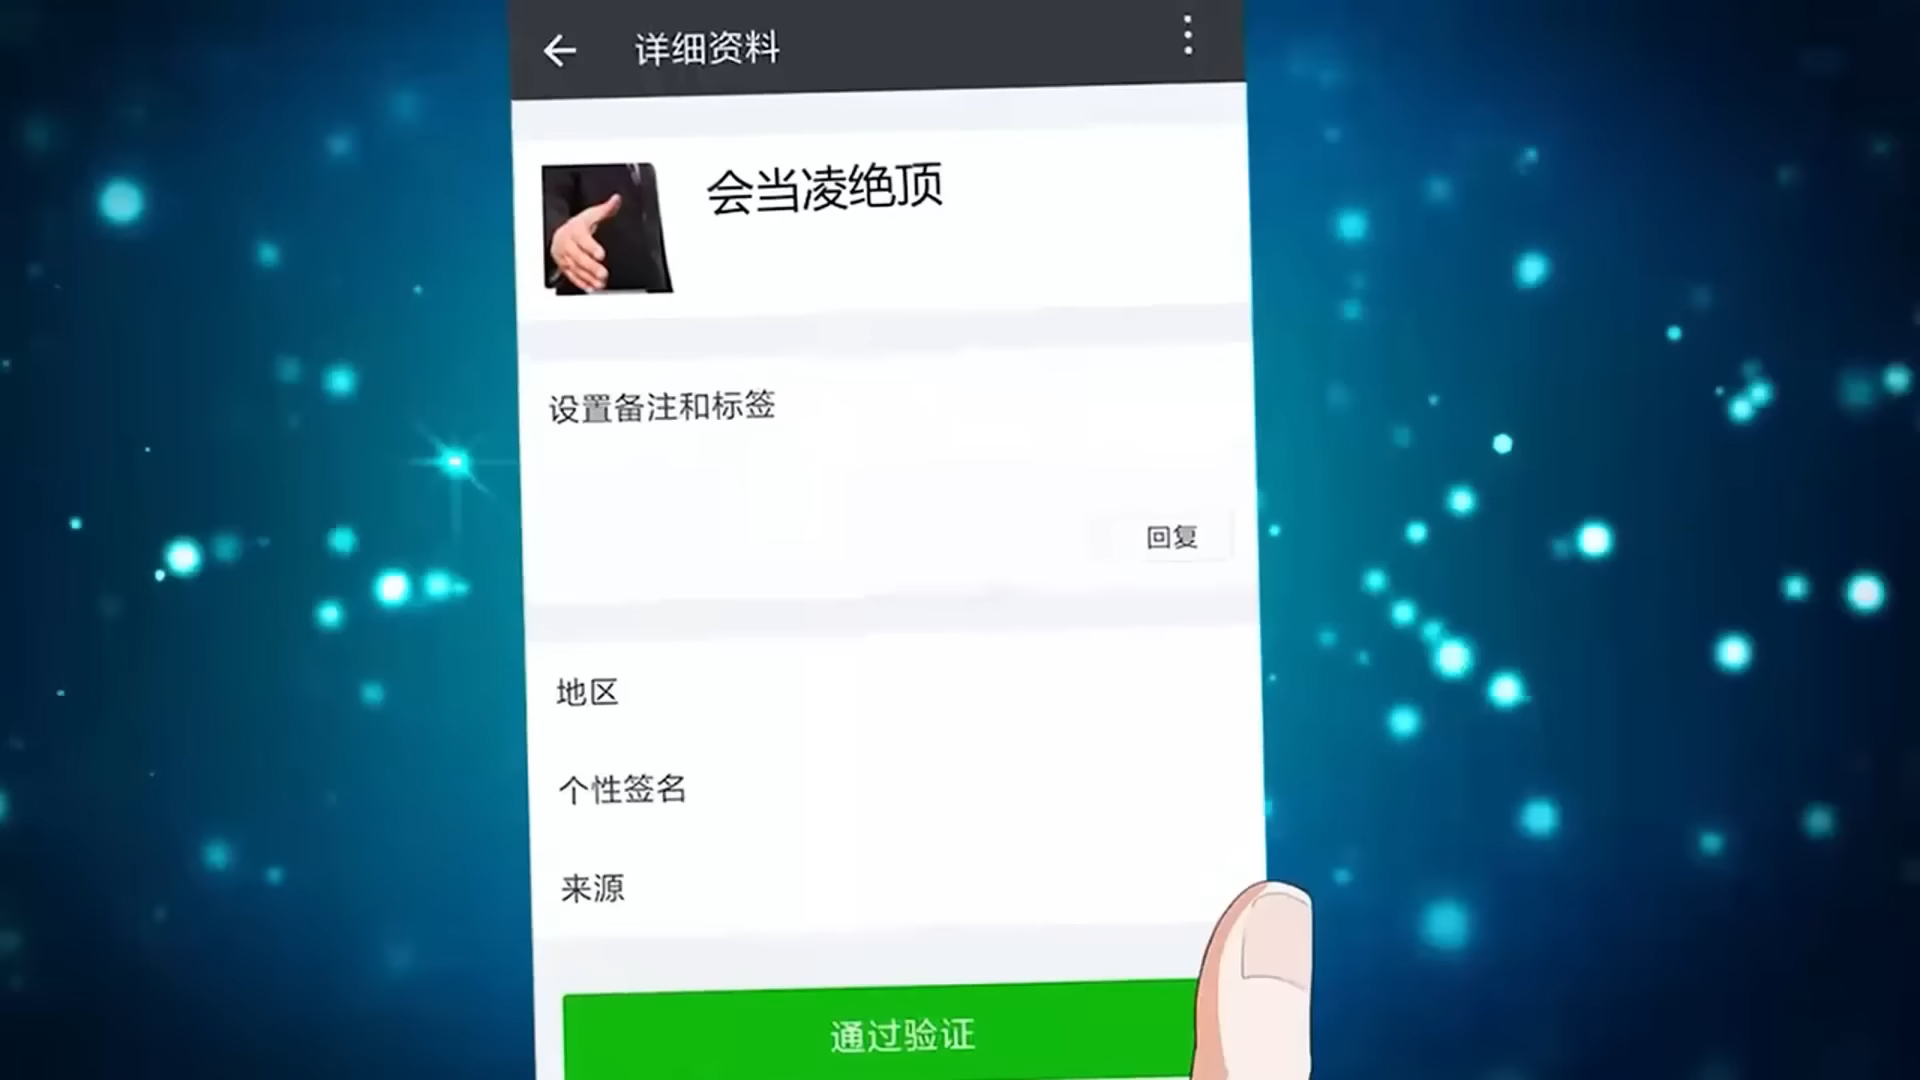 详细资料
会当凌绝顶
设置备注和标签
回复
地区
个性签名
来源
通过验证